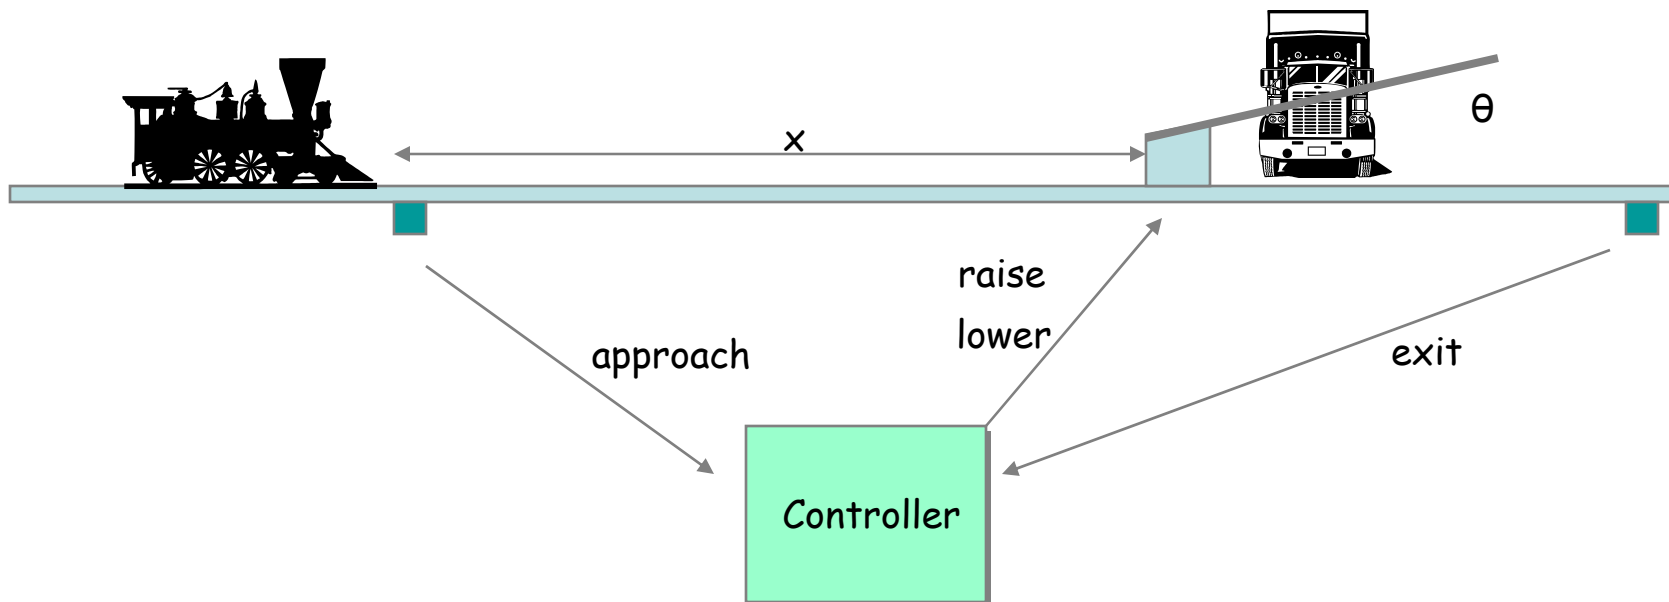 x
θ
raise
lower
approach
exit
Controller